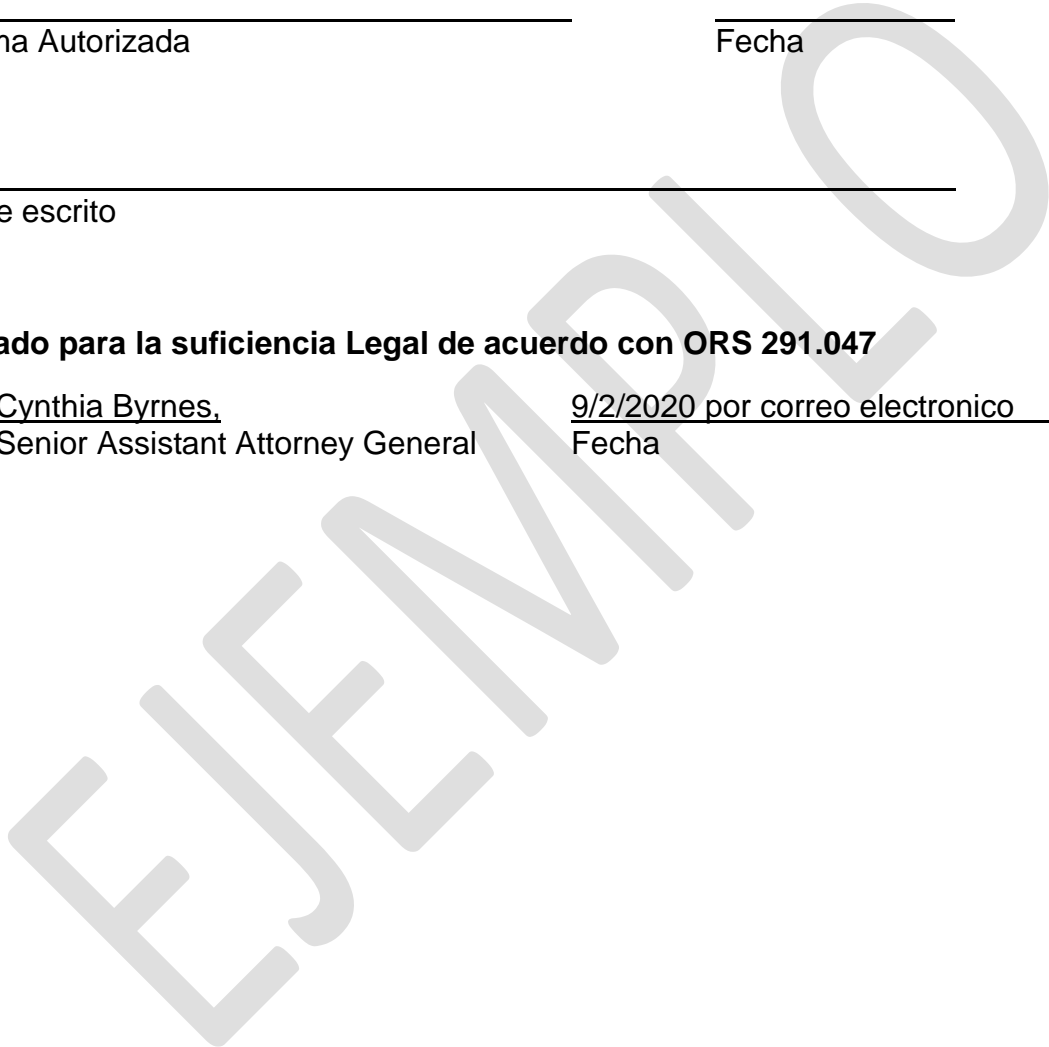 na Autorizada Fecha
e escrito
ado para la suficiencia Legal de acuerdo con ORS 291.047
Cynthia Byrnes, 9/2/2020 por correo electronico
Senior Assistant Attorney General Fecha
EJEMPLO